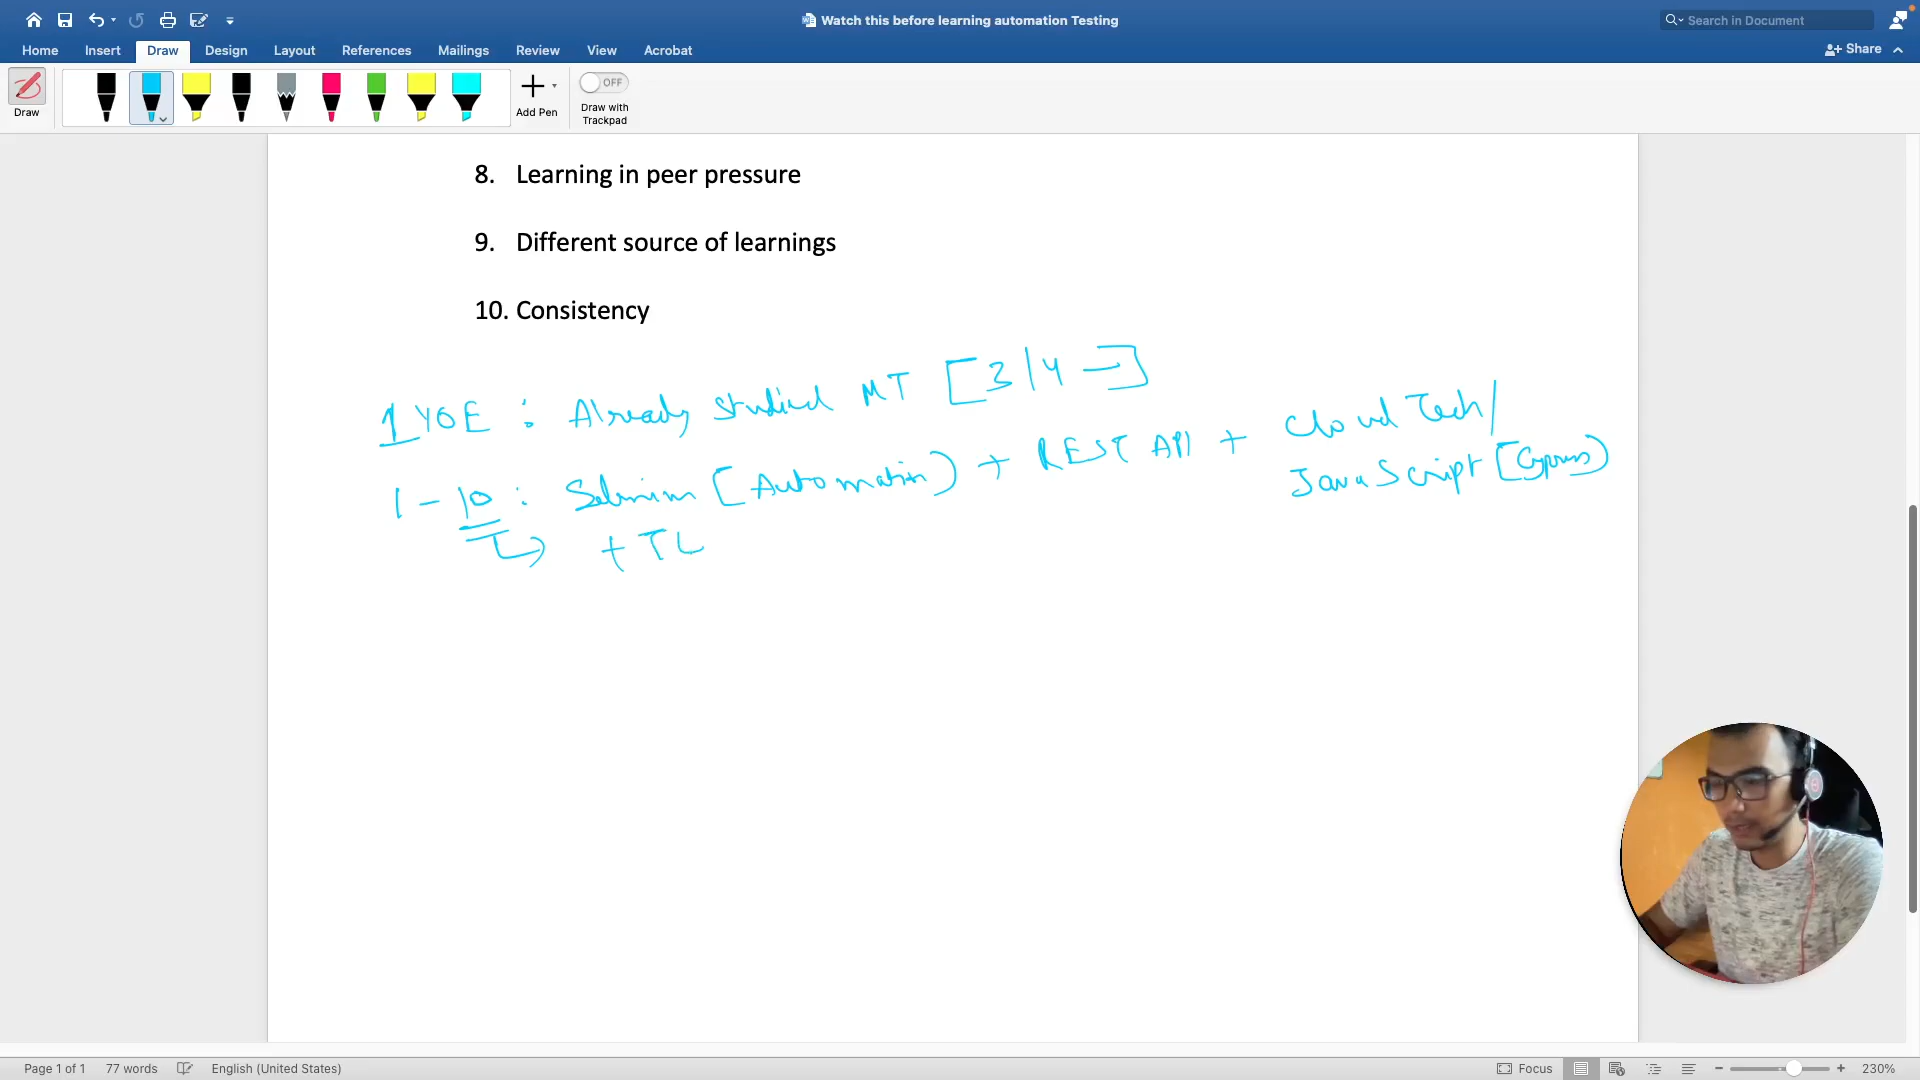 Watch this before learning automation Testing
Search in Document
Home Insert Draw Design Layout References Mailings Review View Acrobat
Share
Draw
Add Pen
OFF
Draw with
Trackpad
8. Learning in peer pressure
9. Different source of learnings
10. Consistency
1 YOE : Already studied MT [3/4 —]
1 - 10 : Selenium [Automation) + REST API + Cloud Tech/
JavaScript [Cypress)
+ TL
Page 1 of 1 77 words English (United States)
Focus
230%